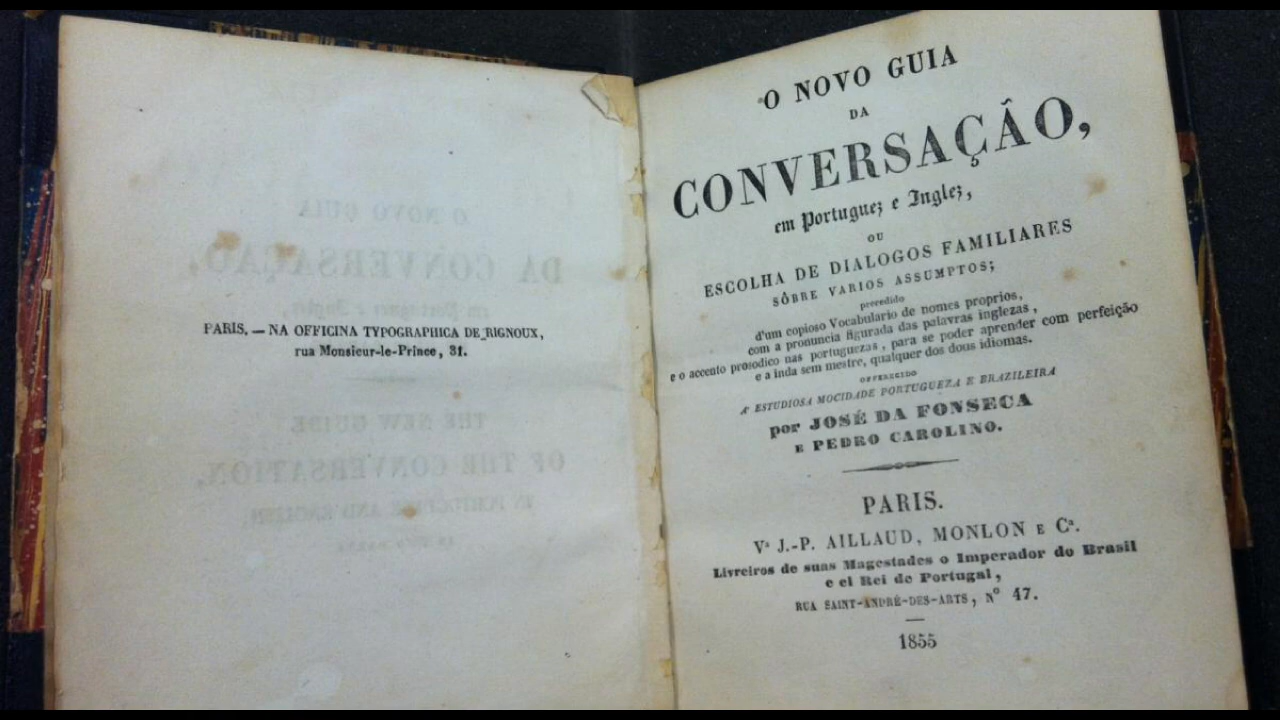 PARIS. — NA OFFICINA TYPOGRAPHICA DE RIGNOUX,
rua Monsieur-le-Prince, 31.
O NOVO GUIA
DA
CONVERSAÇÃO,
em Portuguez e Inglez,
OU
ESCOLHA DE DIALOGOS FAMILIARES
SÔBRE VARIOS ASSUMPTOS;
precedido
d'um copioso Vocabulario de nomes proprios,
com a pronuncia figurada das palavras inglezas,
e o accento prosodico nas portuguezas, para se poder aprender com perfeição
e a inda sem mestre, qualquer dos dous idiomas.
OFFERECIDO
A' ESTUDIOSA MOCIDADE PORTUGUEZA E BRAZILEIRA
por JOSÉ DA FONSECA
E PEDRO CAROLINO.
PARIS.
Vª J.-P. AILLAUD, MONLON E Cª.
Livreiros de suas Magestades o Imperador do Brasil
e el Rei de Portugal,
RUA SAINT-ANDRÉ-DES-ARTS, Nº 47.
1855